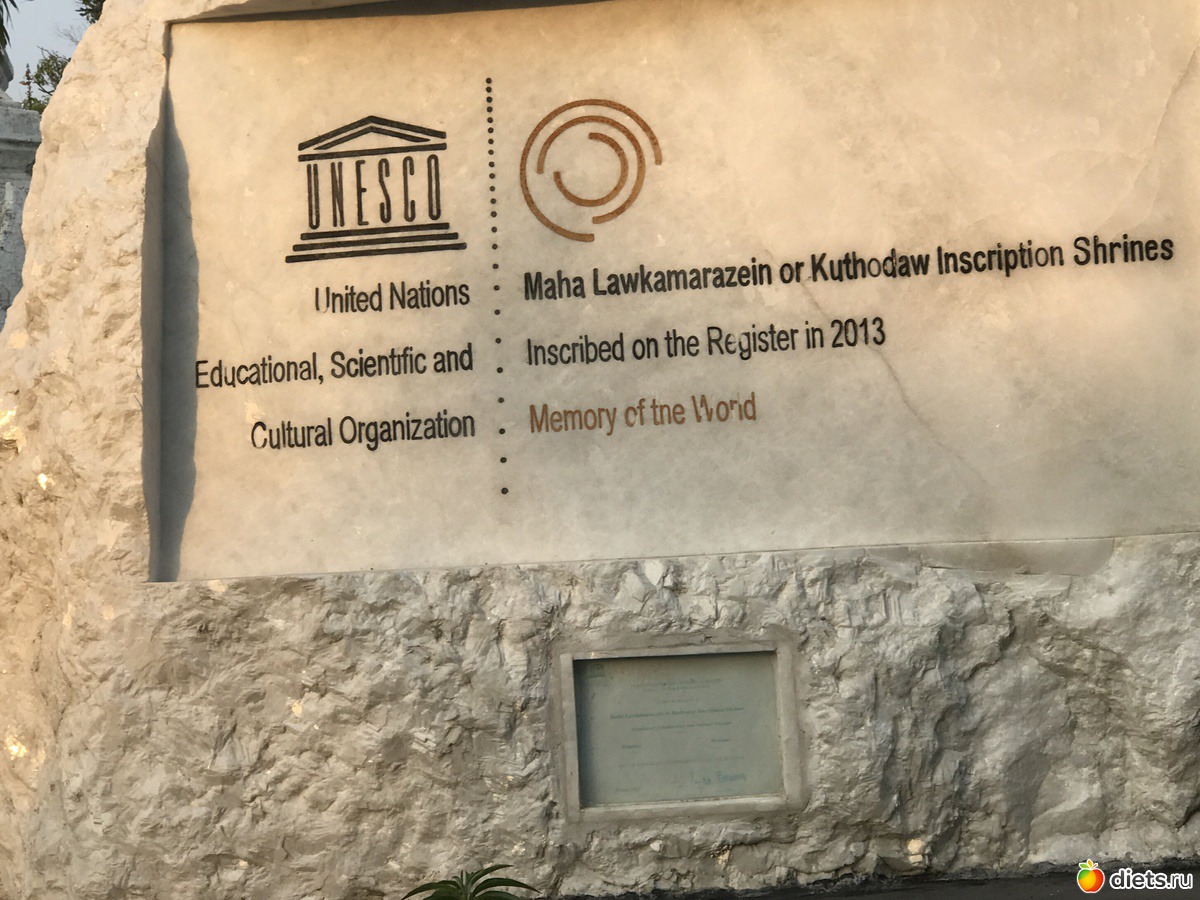 UNESCO
United Nations
Educational, Scientific and
Cultural Organization
Maha Lawkamarazein or Kuthodaw Inscription Shrines
Inscribed on the Register in 2013
Memory of the World
diets.ru